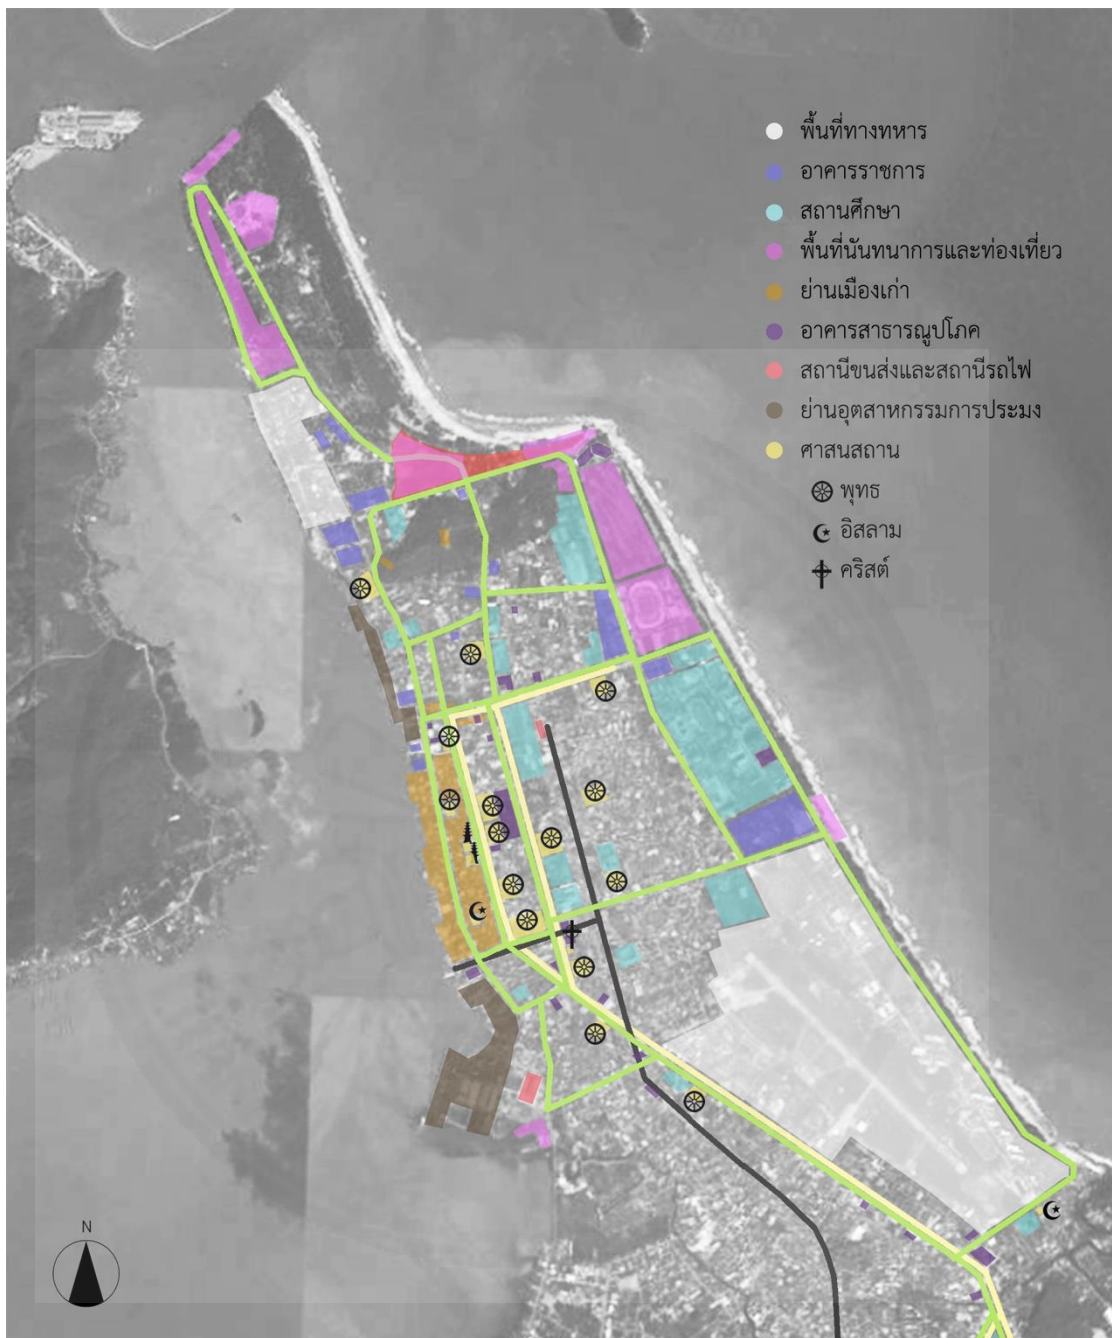 พื้นที่ทางทหาร
อาคารราชการ
สถานศึกษา
พื้นที่นันทนาการและท่องเที่ยว
ย่านเมืองเก่า
อาคารสาธารณูปโภค
สถานีขนส่งและสถานีรถไฟ
ย่านอุตสาหกรรมการประมง
ศาสนสถาน
พุทธ
อิสลาม
คริสต์
N